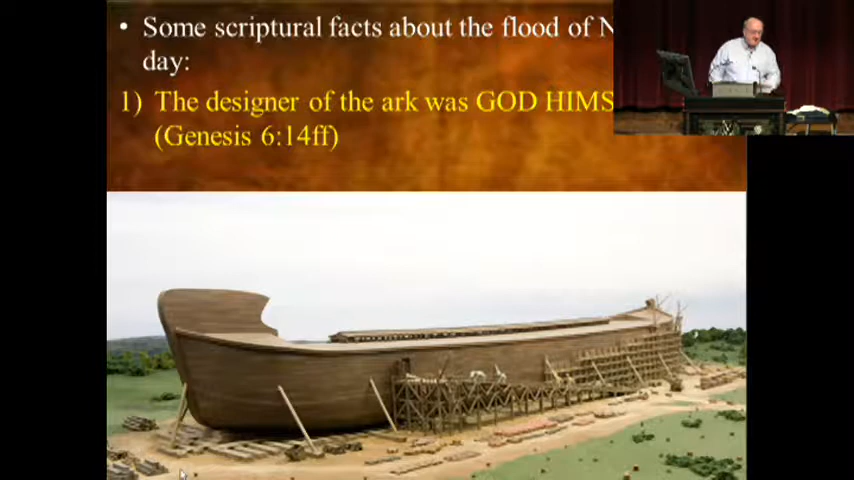 • Some scriptural facts about the flood of
day:
1) The designer of the ark was GOD
(Genesis 6:14ff)